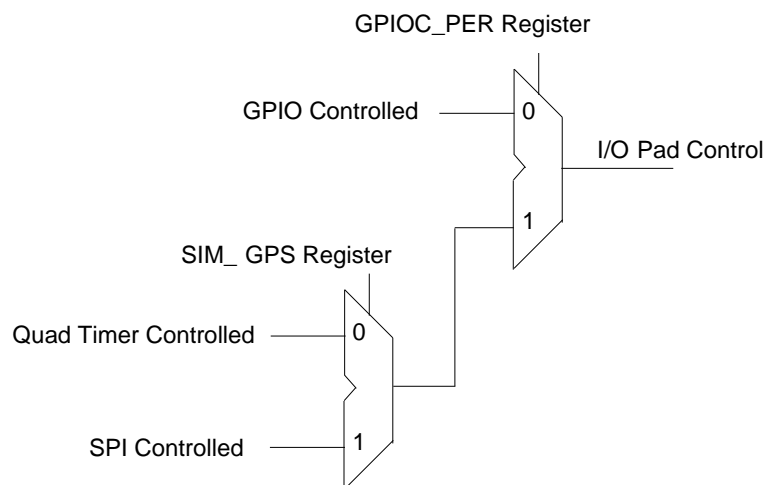 GPIOC_PER Register
GPIO Controlled
0
I/O Pad Control
1
SIM_ GPS Register
Quad Timer Controlled
0
SPI Controlled
1